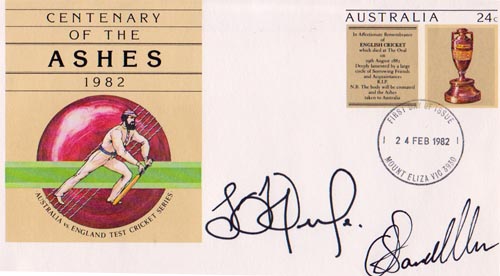 CENTENARY
OF THE
ASHES
1982
AUSTRALIA vs. ENGLAND TEST CRICKET SERIES
AUSTRALIA 24c
In Affectionate Remembrance
of
ENGLISH CRICKET
which died at The Oval
on
29th August 1882
Deeply lamented by a large
circle of Sorrowing Friends
and Acquaintances
R.I.P.
N.B. The body will be cremated
and the Ashes
taken to Australia
FIRST DAY OF ISSUE
24 FEB 1982
MOUNT ELIZA VIC 3930